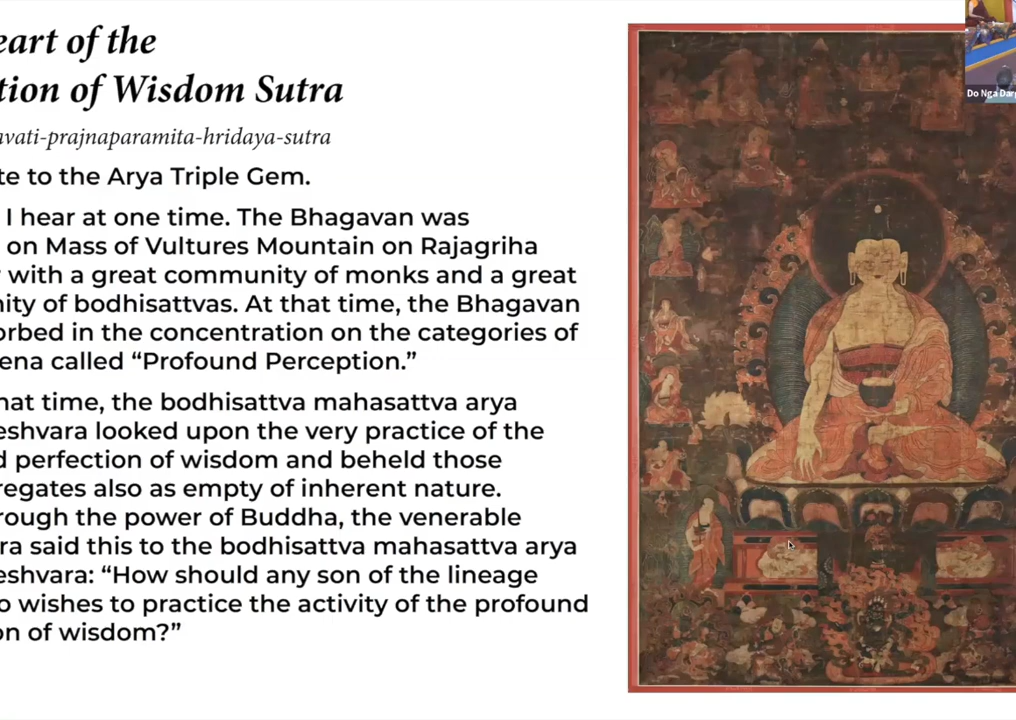 eart of the
tion of Wisdom Sutra
avati-prajnaparamita-hridaya-sutra
te to the Arya Triple Gem.
I hear at one time. The Bhagavan was
on Mass of Vultures Mountain on Rajagriha
with a great community of monks and a great
nity of bodhisattvas. At that time, the Bhagavan
orbed in the concentration on the categories of
ena called “Profound Perception.”
hat time, the bodhisattva mahasattva arya
eshvara looked upon the very practice of the
d perfection of wisdom and beheld those
regates also as empty of inherent nature.
rough the power of Buddha, the venerable
ra said this to the bodhisattva mahasattva arya
eshvara: “How should any son of the lineage
o wishes to practice the activity of the profound
on of wisdom?”
Do Nga Darg